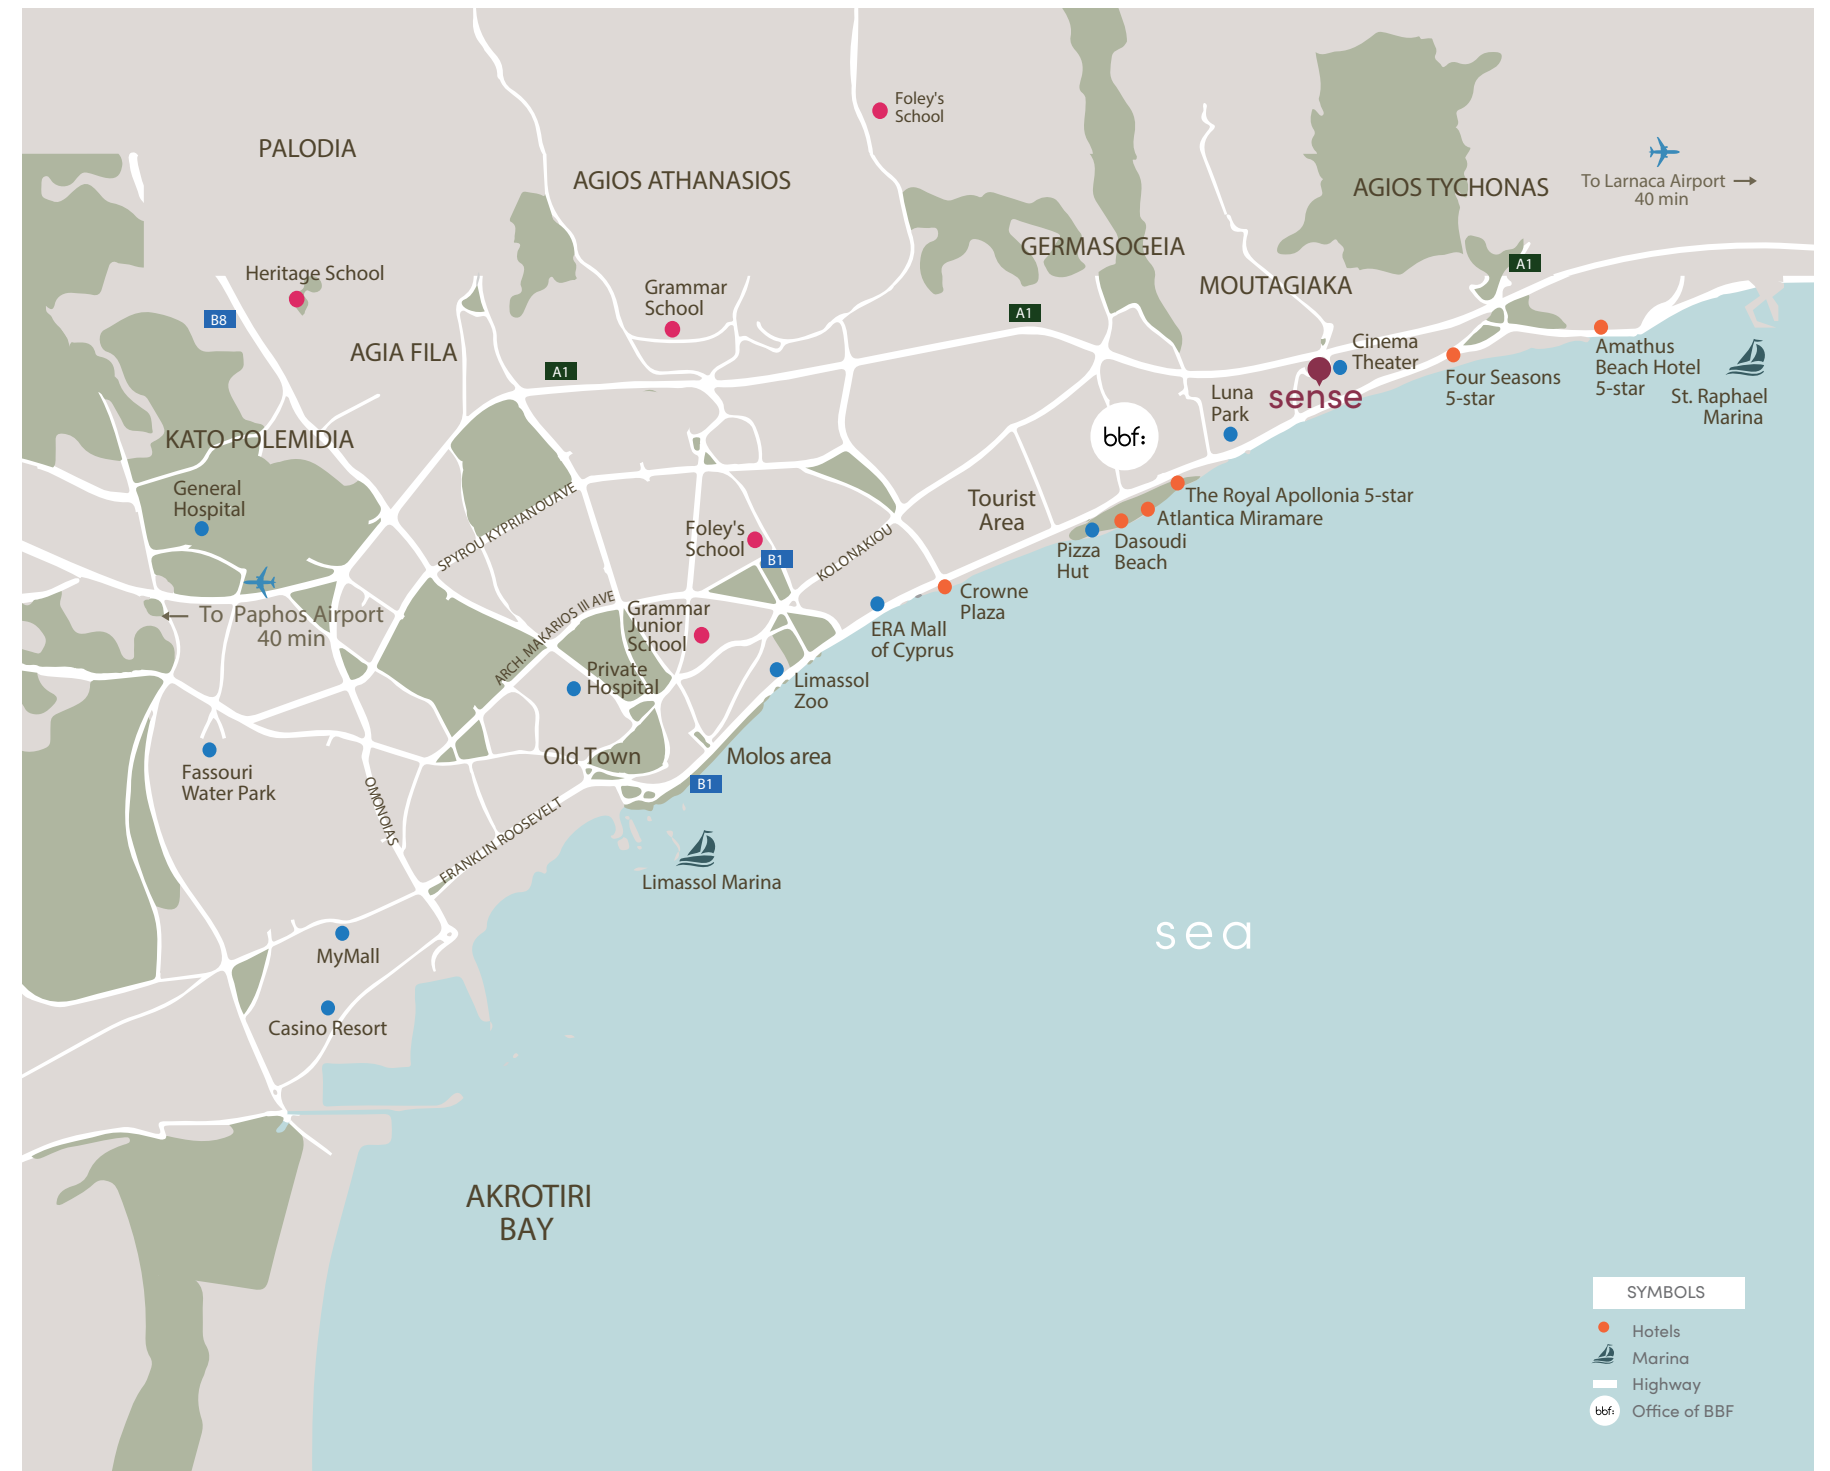 Foley's
School
PALODIA
AGIOS ATHANASIOS
AGIOS TYCHONAS
To Larnaca Airport
40 min
GERMASOGEIA
A1
Heritage School
MOUTAGIAKA
Grammar
School
B8
A1
AGIA FILA
A1
Cinema
Theater
Amathus
Beach Hotel
5-star
Four Seasons
5-star
St. Raphael
Marina
Luna
Park
sense
bbf:
KATO POLEMIDIA
General
Hospital
SPYROU KYPRIANOUAVE
Tourist
Area
The Royal Apollonia 5-star
Atlantica Miramare
Foley's
School
B1
KOLONAKIOU
Pizza
Hut
Dasoudi
Beach
To Paphos Airport
40 min
ARCH. MAKARIOS III AVE
Grammar
Junior
School
Crowne
Plaza
ERA Mall
of Cyprus
Private
Hospital
Limassol
Zoo
Old Town
Molos area
B1
Fassouri
Water Park
OMONOIAS
FRANKLIN ROOSEVELT
Limassol Marina
sea
MyMall
Casino Resort
AKROTIRI
BAY
SYMBOLS
Hotels
Marina
Highway
bbf:
Office of BBF